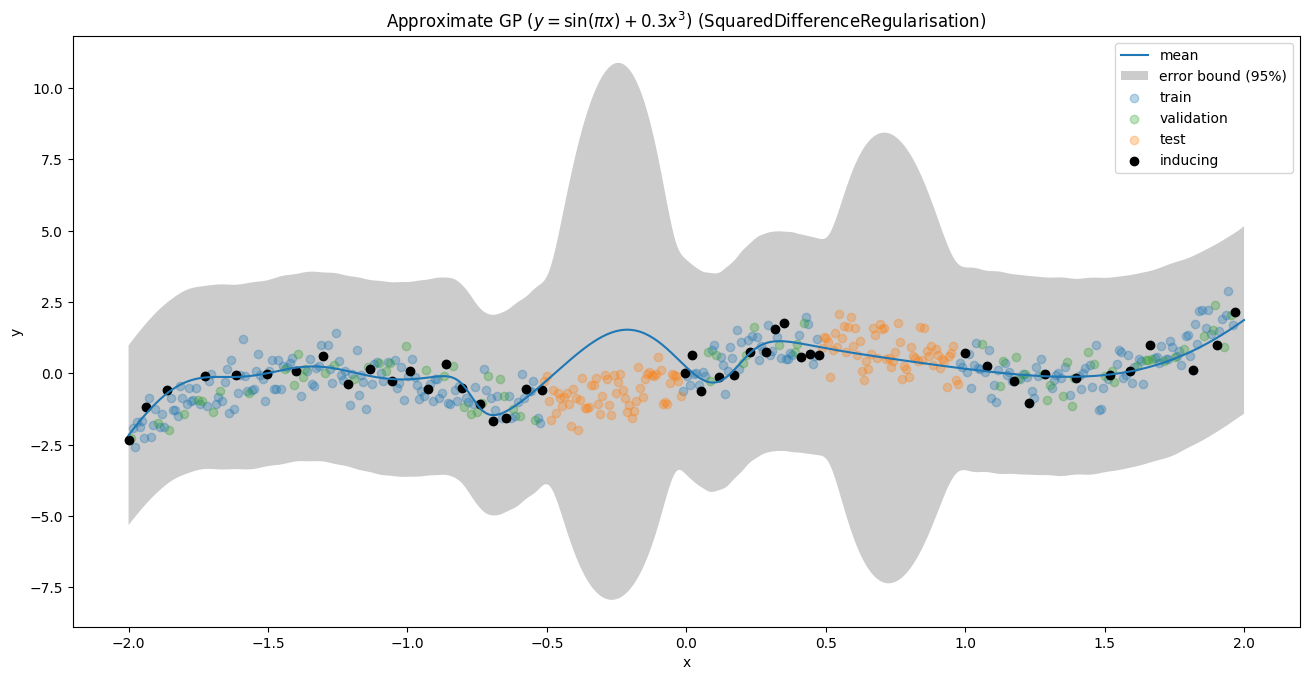 Approximate GP (y = sin(πx) + 0.3x³) (SquaredDifferenceRegularisation)
mean
error bound (95%)
train
validation
test
inducing
y
10.0
7.5
5.0
2.5
0.0
−2.5
−5.0
−7.5
−2.0 −1.5 −1.0 −0.5 0.0 0.5 1.0 1.5 2.0
x